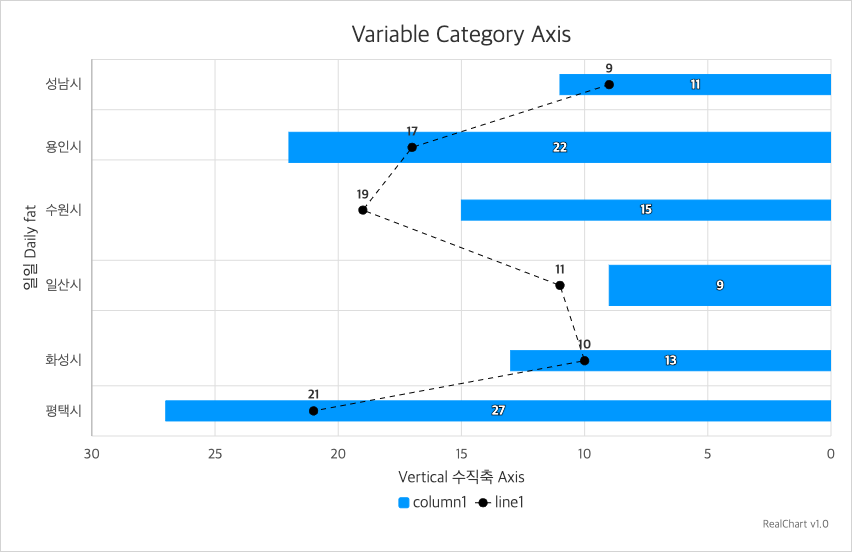 Variable Category Axis
성남시
9
11
용인시
17
22
수원시
19
15
일일 Daily fat
일산시
11
9
화성시
10
13
평택시
21
27
30 25 20 15 10 5 0
Vertical 수직축 Axis
column1 line1
RealChart v1.0